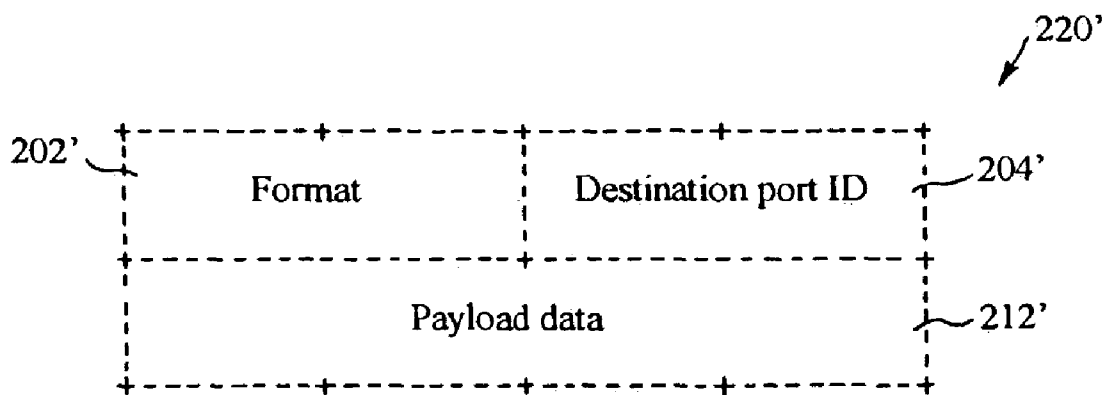 220’
202’
Format
Destination port ID
204’
Payload data
212’